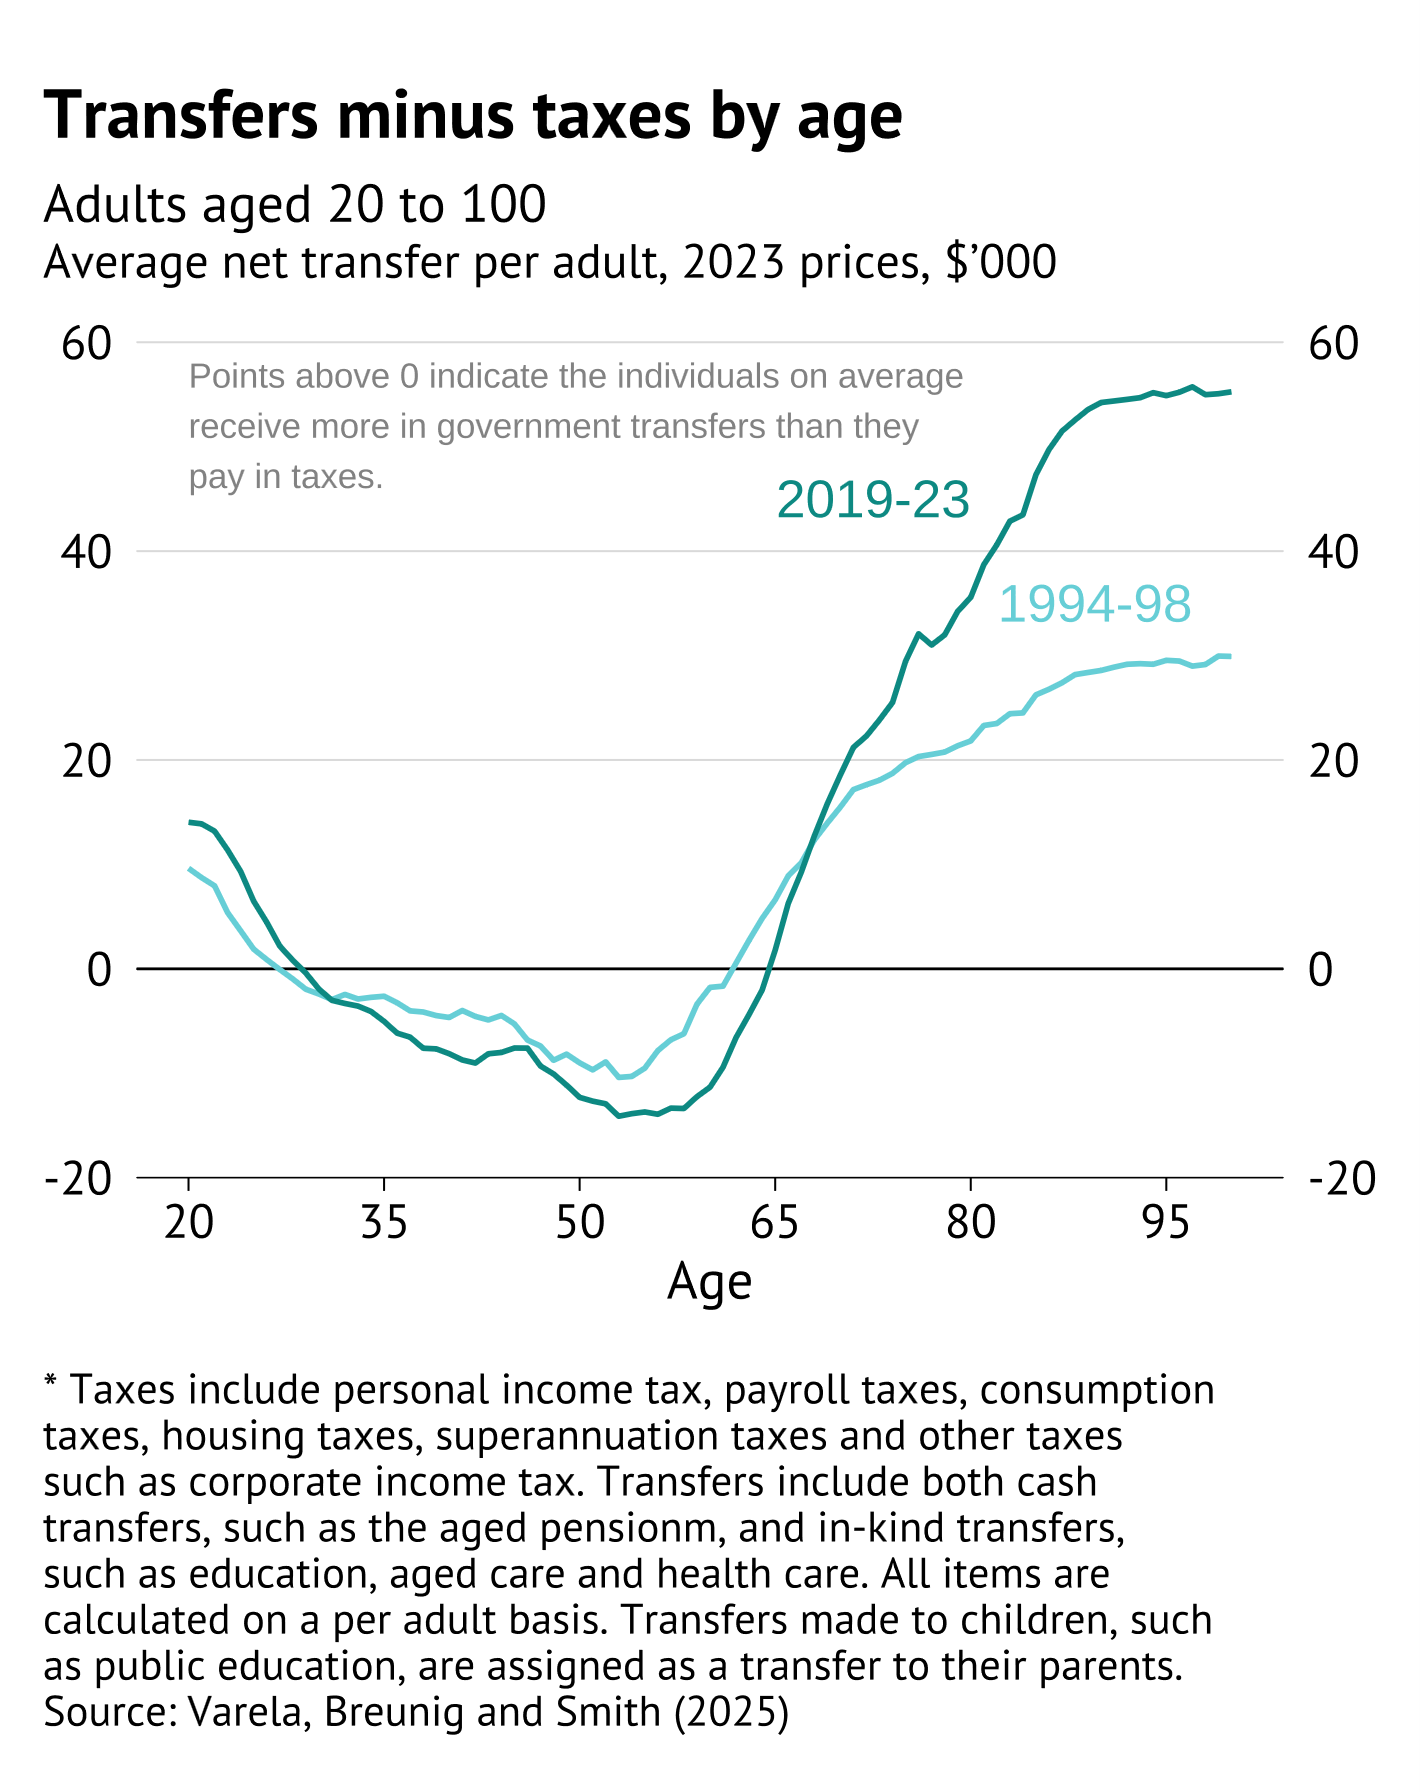 Transfers minus taxes by age
Adults aged 20 to 100
Average net transfer per adult, 2023 prices, $’000
60 60
Points above 0 indicate the individuals on average
receive more in government transfers than they
pay in taxes.
2019-23
40 40
1994-98
20 20
0 0
-20 -20
20 35 50 65 80 95
Age
* Taxes include personal income tax, payroll taxes, consumption
taxes, housing taxes, superannuation taxes and other taxes
such as corporate income tax. Transfers include both cash
transfers, such as the aged pensionm, and in-kind transfers,
such as education, aged care and health care. All items are
calculated on a per adult basis. Transfers made to children, such
as public education, are assigned as a transfer to their parents.
Source: Varela, Breunig and Smith (2025)